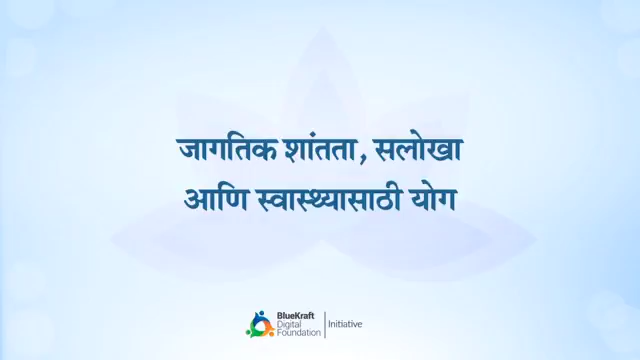 जागतिक शांतता, सलोखा
आणि स्वास्थ्यासाठी योग
BlueKraft
Digital
Foundation
Initiative